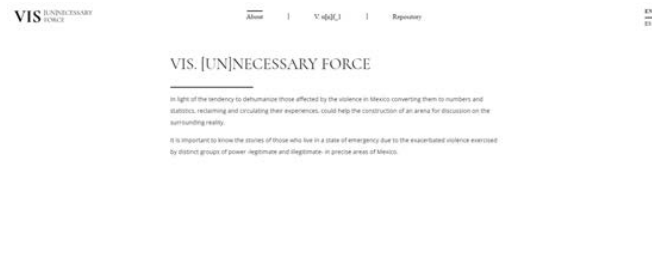 VIS [UN]NECESSARY
FORCE
About | V. u[n]f_1 | Repository
EN
ES
VIS. [UN]NECESSARY FORCE
In light of the tendency to dehumanize those affected by the violence in Mexico converting them to numbers and
statistics, reclaiming and circulating their experiences, could help the construction of an arena for discussion on the
surrounding reality.
It is important to know the stories of those who live in a state of emergency due to the exacerbated violence exercised
by distinct groups of power -legitimate and illegitimate- in precise areas of Mexico.